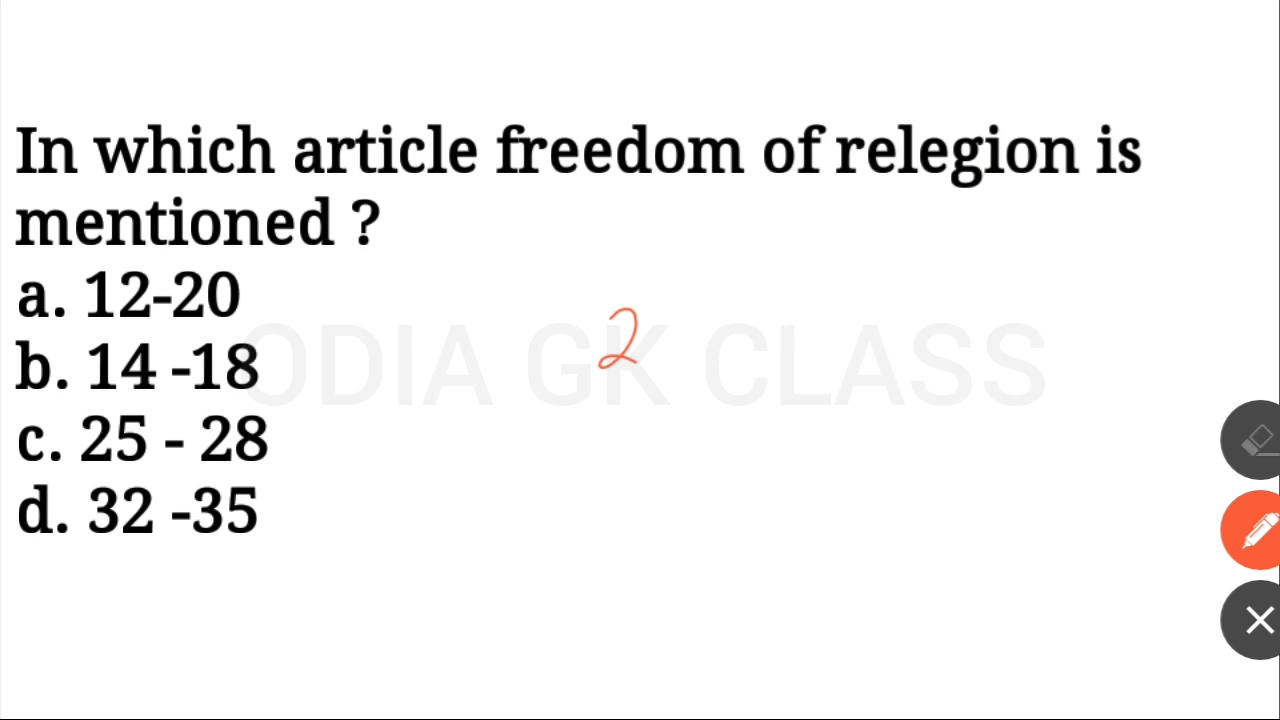 In which article freedom of relegion is
mentioned ?
a. 12-20
b. 14 -18
c. 25 - 28
d. 32 -35
2
ODIA GK CLASS